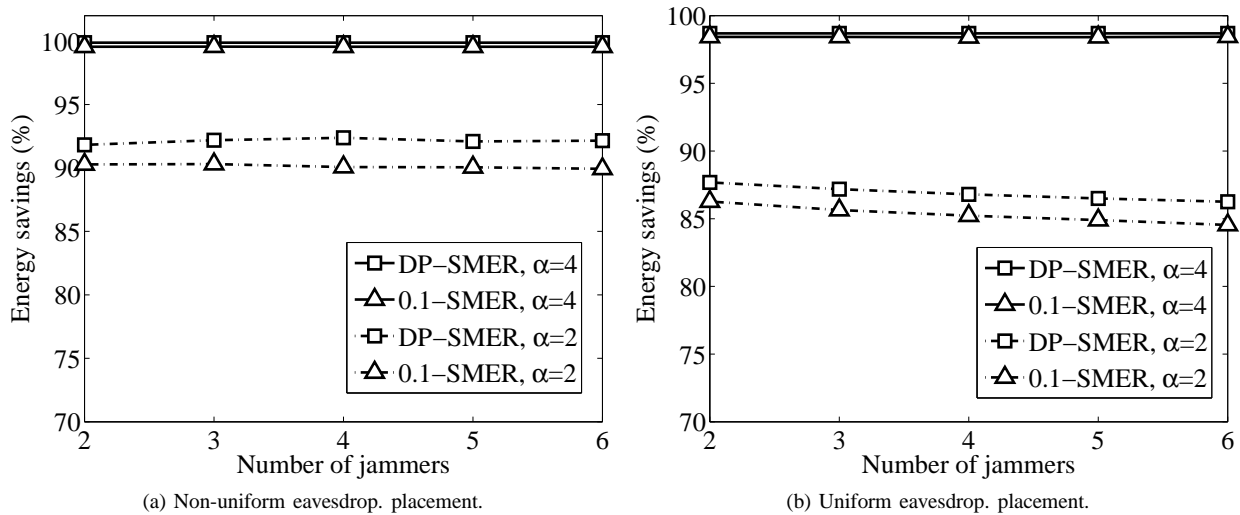 100
95
90
85
80
75
70
Energy savings (%)
2 3 4 5 6
Number of jammers
DP−SMER, α=4
0.1−SMER, α=4
DP−SMER, α=2
0.1−SMER, α=2
(a) Non-uniform eavesdrop. placement.
100
95
90
85
80
75
70
Energy savings (%)
2 3 4 5 6
Number of jammers
DP−SMER, α=4
0.1−SMER, α=4
DP−SMER, α=2
0.1−SMER, α=2
(b) Uniform eavesdrop. placement.